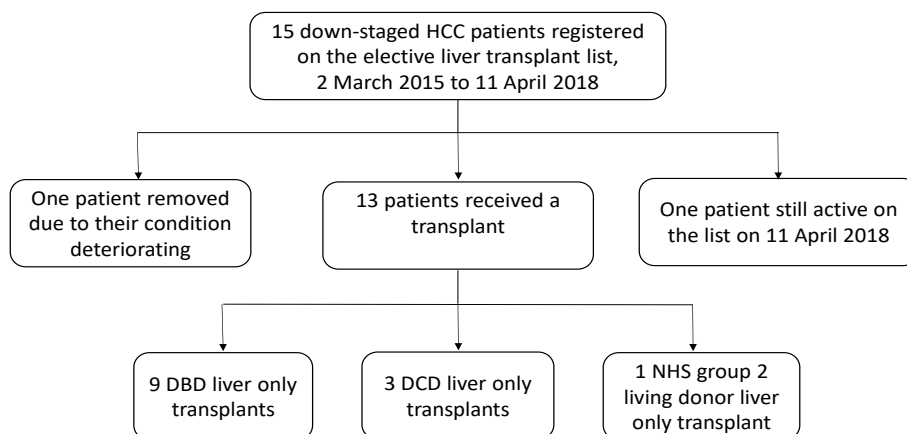 15 down-staged HCC patients registered
on the elective liver transplant list,
2 March 2015 to 11 April 2018
One patient removed
due to their condition
deteriorating
13 patients received a
transplant
One patient still active on
the list on 11 April 2018
9 DBD liver only
transplants
3 DCD liver only
transplants
1 NHS group 2
living donor liver
only transplant